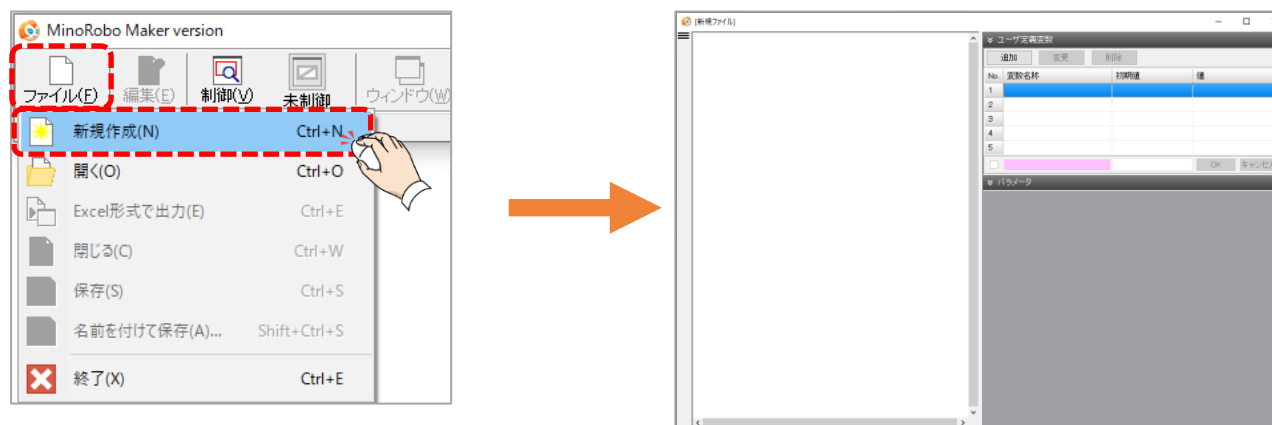 MinoRobo Maker version
ファイル(F) 編集(E) 制御(V) 未制御 ウィンドウ(W
新規作成(N) Ctrl+N
開く(O) Ctrl+O
Excel形式で出力(E) Ctrl+E
閉じる(C) Ctrl+W
保存(S) Ctrl+S
名前を付けて保存(A)... Shift+Ctrl+S
終了(X) Ctrl+E
[新規ファイル]
ユーザ定義変数
追加 変更 削除
No. 変数名称 初期値 値
1
2
3
4
5
OK キャンセル
パラメータ